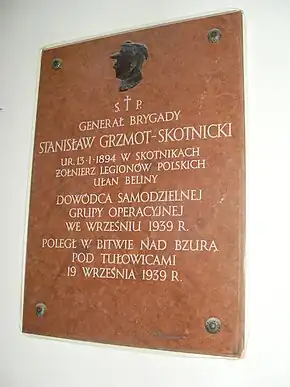 Ś † P.
GENERAŁ BRYGADY
STANISŁAW GRZMOT-SKOTNICKI
UR. 13·I·1894 W SKOTNIKACH
ŻOŁNIERZ LEGIONÓW POLSKICH
UŁAN BELINY
DOWÓDCA SAMODZIELNEJ
GRUPY OPERACYJNEJ
WE WRZEŚNIU 1939 R.
POLEGŁ W BITWIE NAD BZURĄ
POD TUŁOWICAMI
19 WRZEŚNIA 1939 R.